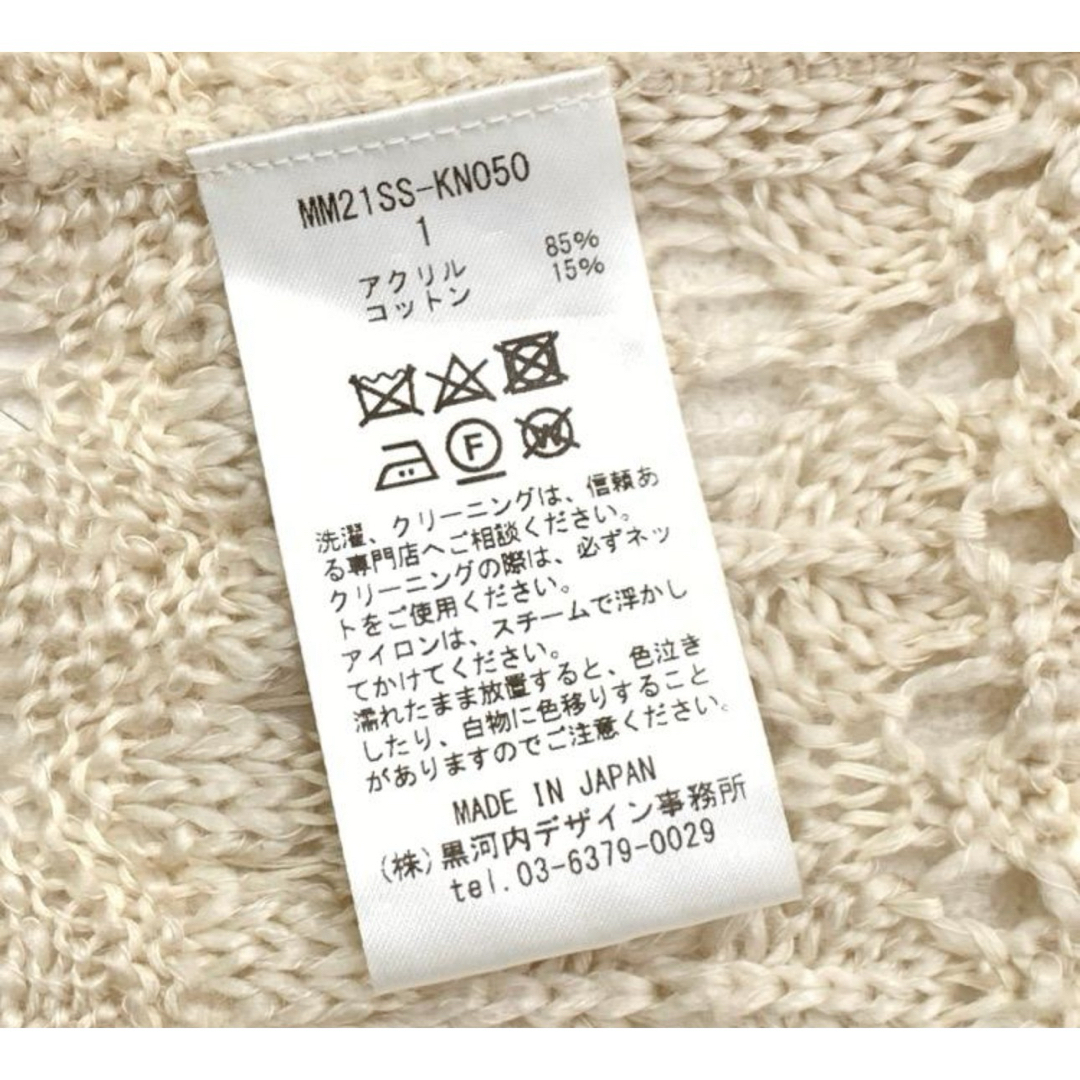 MM21SS-KN050
1
アクリル 85%
コットン 15%
F W
洗濯、クリーニングは、信頼あ
る専門店へご相談ください。
クリーニングの際は、必ずネッ
トをご使用ください。
アイロンは、スチームで浮かし
てかけてください。
濡れたまま放置すると、色泣き
したり、白物に色移りすること
がありますのでご注意ください。
MADE IN JAPAN
(株)黒河内デザイン事務所
tel.03-6379-0029